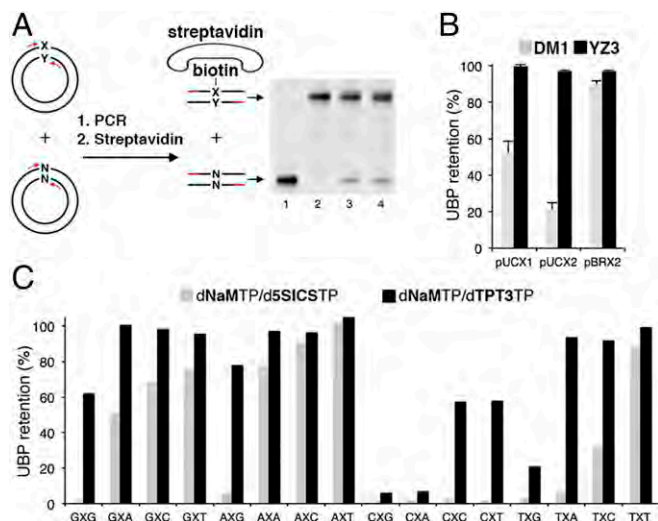 A
B
streptavidin
DM1 YZ3
biotin
X
Y
X
Y
1. PCR
2. Streptavidin
+
+
N
N
N
N
1 2 3 4
UBP retention (%)
100
80
60
40
20
0
pUCX1 pUCX2 pBRX2
C
dNaMTP/d5SICSTP dNaMTP/dTPT3TP
UBP retention (%)
100
80
60
40
20
0
GXG GXA GXC GXT AXG AXA AXC AXT CXG CXA CXC CXT TXG TXA TXC TXT